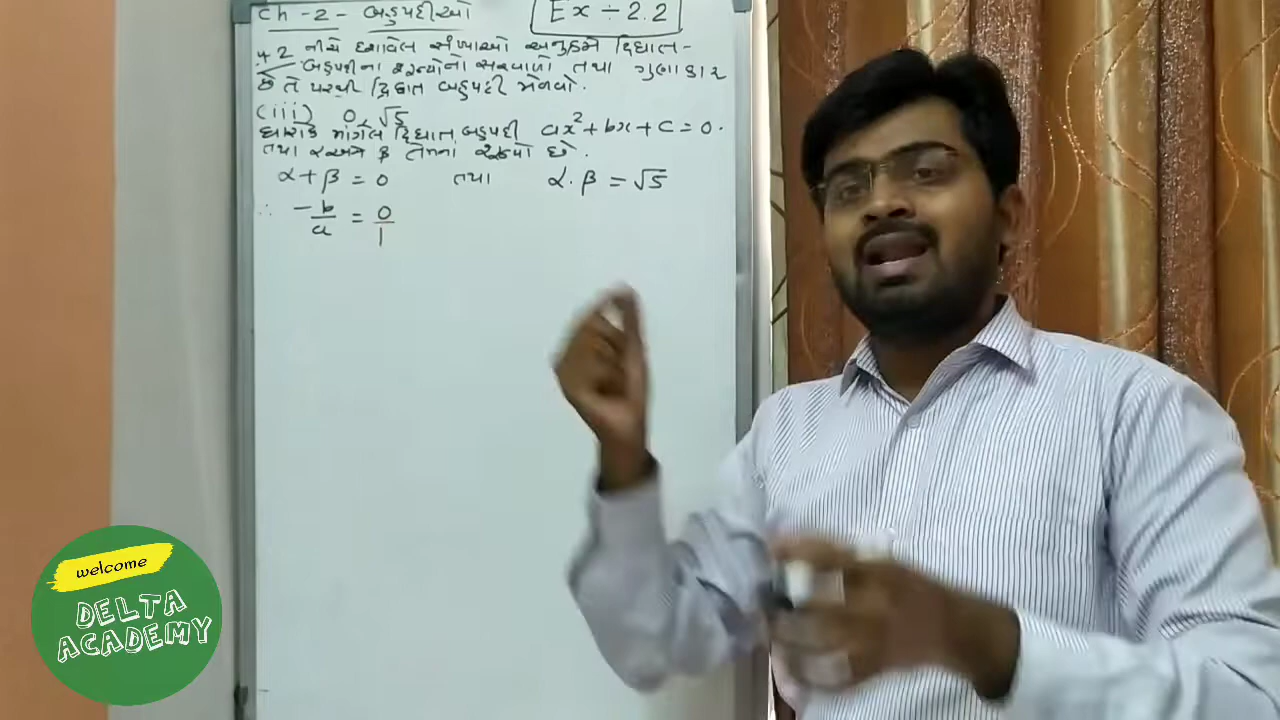 Ch - 2 - બહુપદીઓ
Ex ÷ 2.2
* 2 નીચે દર્શાવેલ સંખ્યાઓ અનુક્રમે દ્વિઘાત-
બહુપદીના શૂન્યોનો સરવાળો તથા ગુણાકાર
છે તે પરથી દ્વિઘાત બહુપદી મેળવો.
(iii) 0, √5
ધારોકે માંગેલ દ્વિઘાત બહુપદી ax² + bx + c = 0.
તથા α અને β તેનાં શૂન્યો છે.
α + β = 0 તથા α . β = √5
∴ -b/a = 0/1
welcome
DELTA
ACADEMY